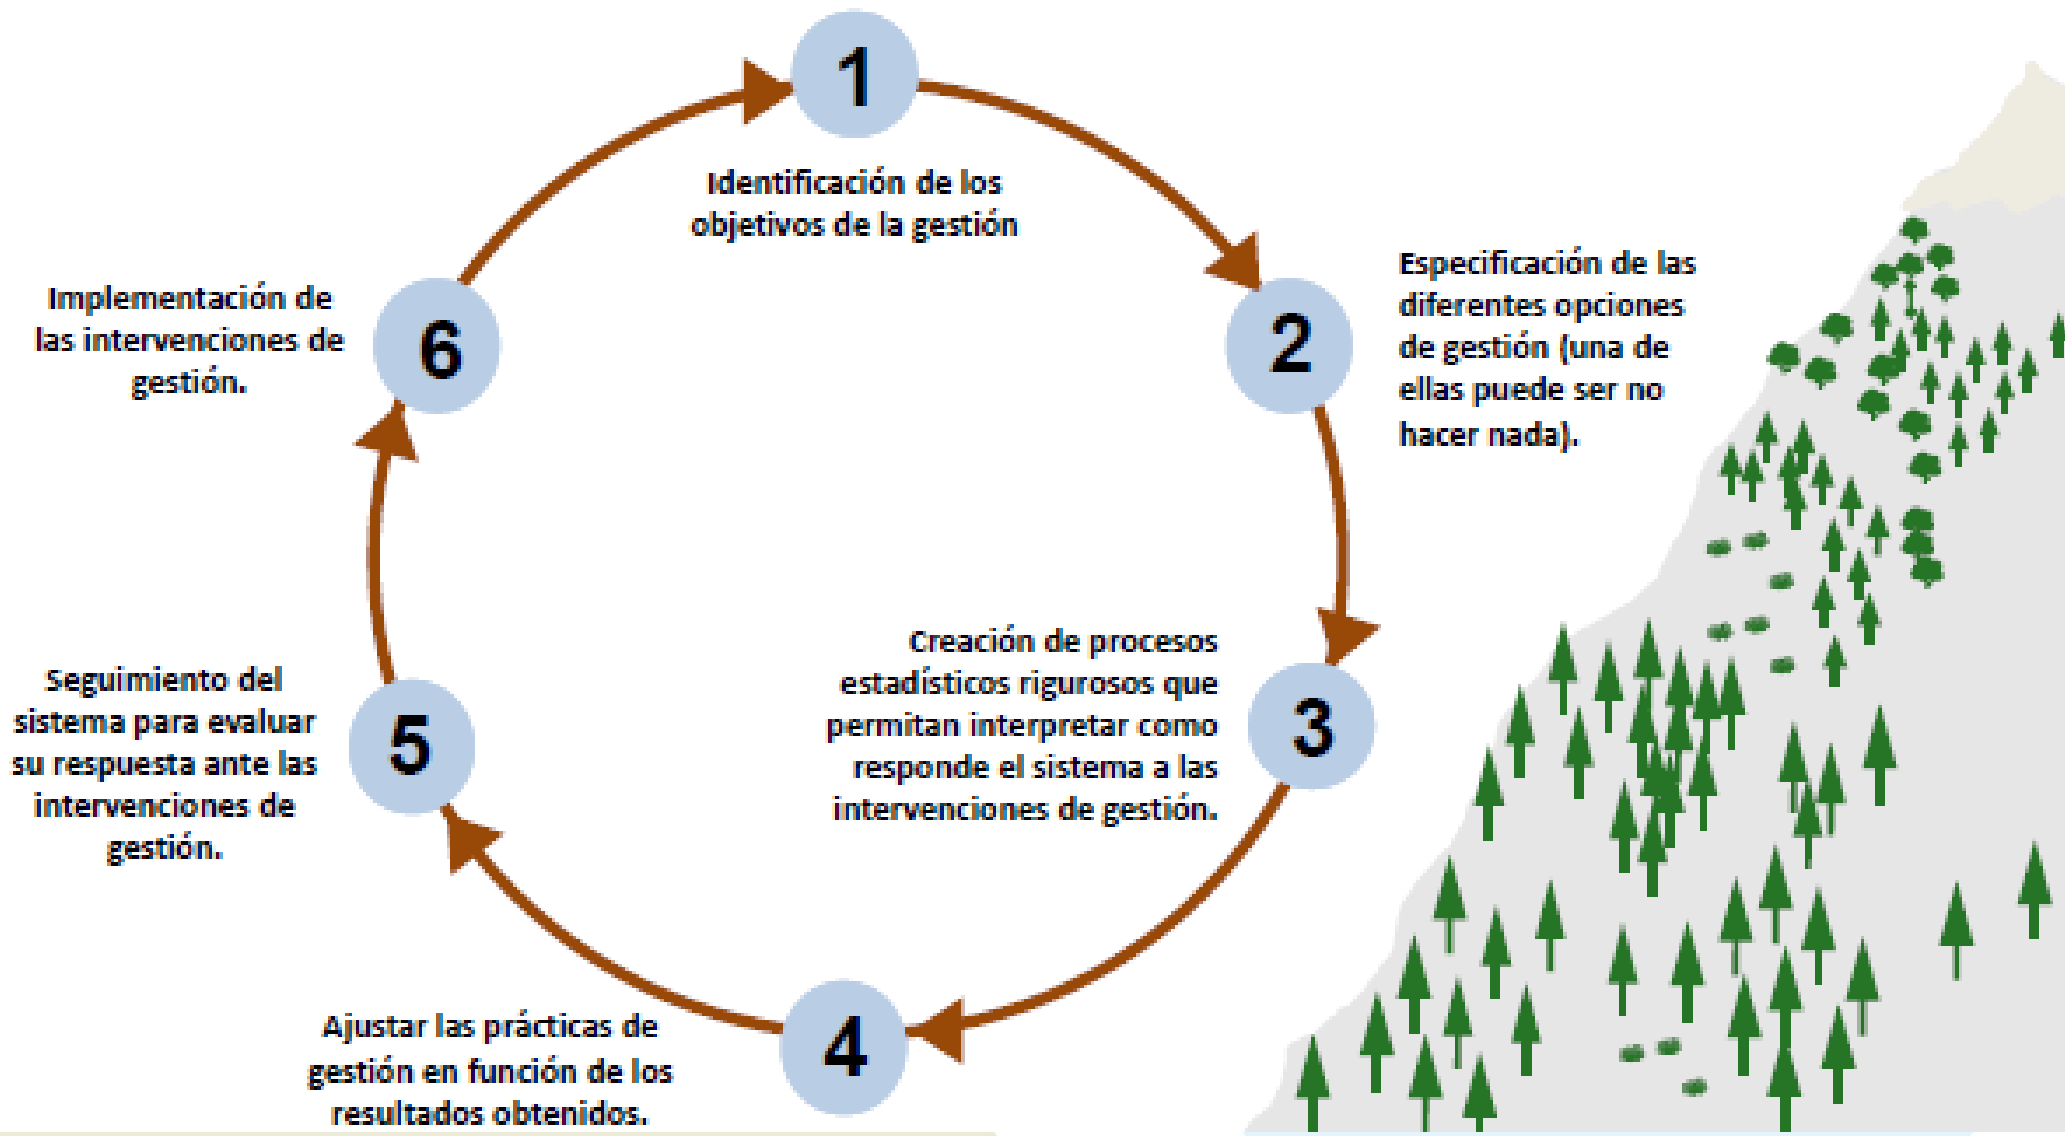 1
Identificación de los
objetivos de la gestión
2
Especificación de las
diferentes opciones
de gestión (una de
ellas puede ser no
hacer nada).
3
Creación de procesos
estadísticos rigurosos que
permitan interpretar como
responde el sistema a las
intervenciones de gestión.
4
Ajustar las prácticas de
gestión en función de los
resultados obtenidos.
5
Seguimiento del
sistema para evaluar
su respuesta ante las
intervenciones de
gestión.
6
Implementación de
las intervenciones de
gestión.